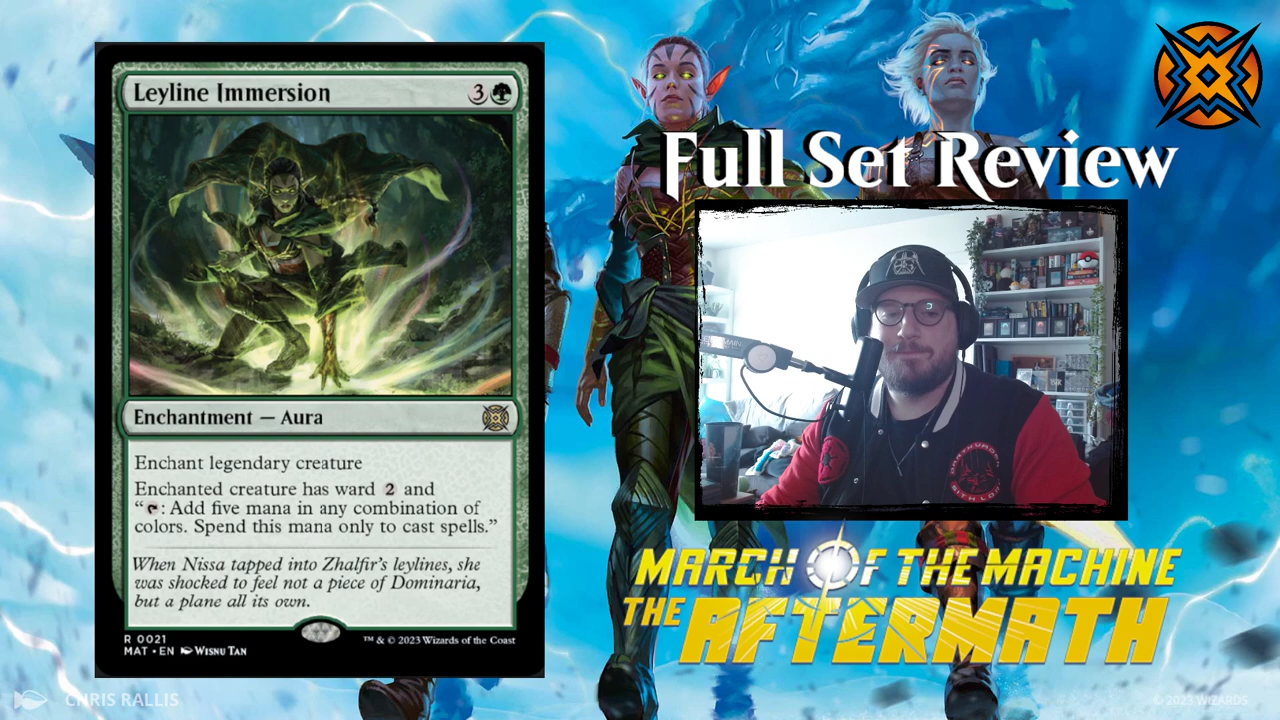 Leyline Immersion
3
Enchantment — Aura
Enchant legendary creature
Enchanted creature has ward 2 and
“: Add five mana in any combination of
colors. Spend this mana only to cast spells.”
When Nissa tapped into Zhalfir’s leylines, she
was shocked to feel not a piece of Dominaria,
but a plane all its own.
R 0021
MAT • EN WISNU TAN
™ & © 2023 Wizards of the Coast
Full Set Review
MARCH OF THE MACHINE
THE AFTERMATH
CHRIS RALLIS
© 2023 WIZARDS